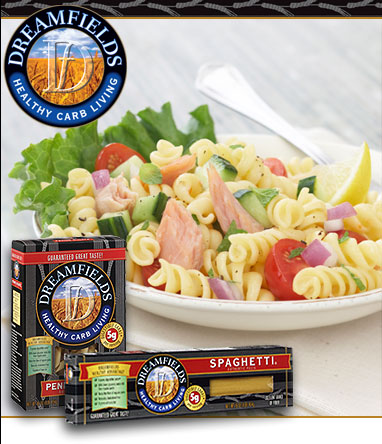 DREAMFIELDS
D
HEALTHY CARB LIVING
GUARANTEED GREAT TASTE!
DREAMFIELDS
HEALTHY CARB LIVING
5g
PEN
DREAMFIELDS
HEALTHY CARB LIVING
SPAGHETTI
5g
GUARANTEED GREAT TASTE!